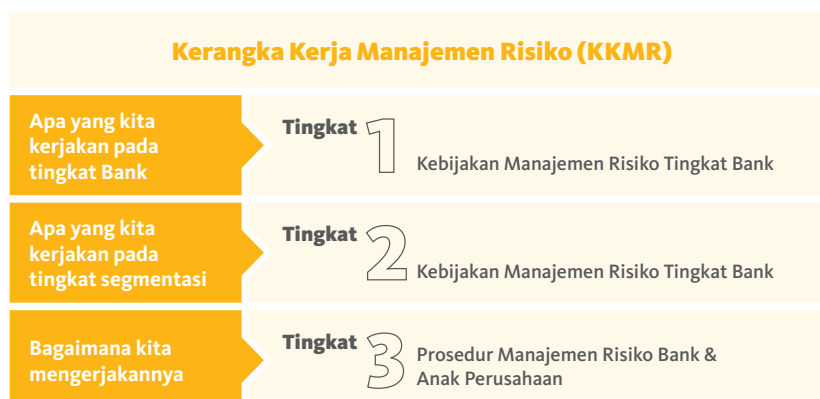 Kerangka Kerja Manajemen Risiko (KKMR)
Apa yang kita
kerjakan pada
tingkat Bank
Tingkat 1
Kebijakan Manajemen Risiko Tingkat Bank
Apa yang kita
kerjakan pada
tingkat segmentasi
Tingkat 2
Kebijakan Manajemen Risiko Tingkat Bank
Bagaimana kita
mengerjakannya
Tingkat 3
Prosedur Manajemen Risiko Bank &
Anak Perusahaan